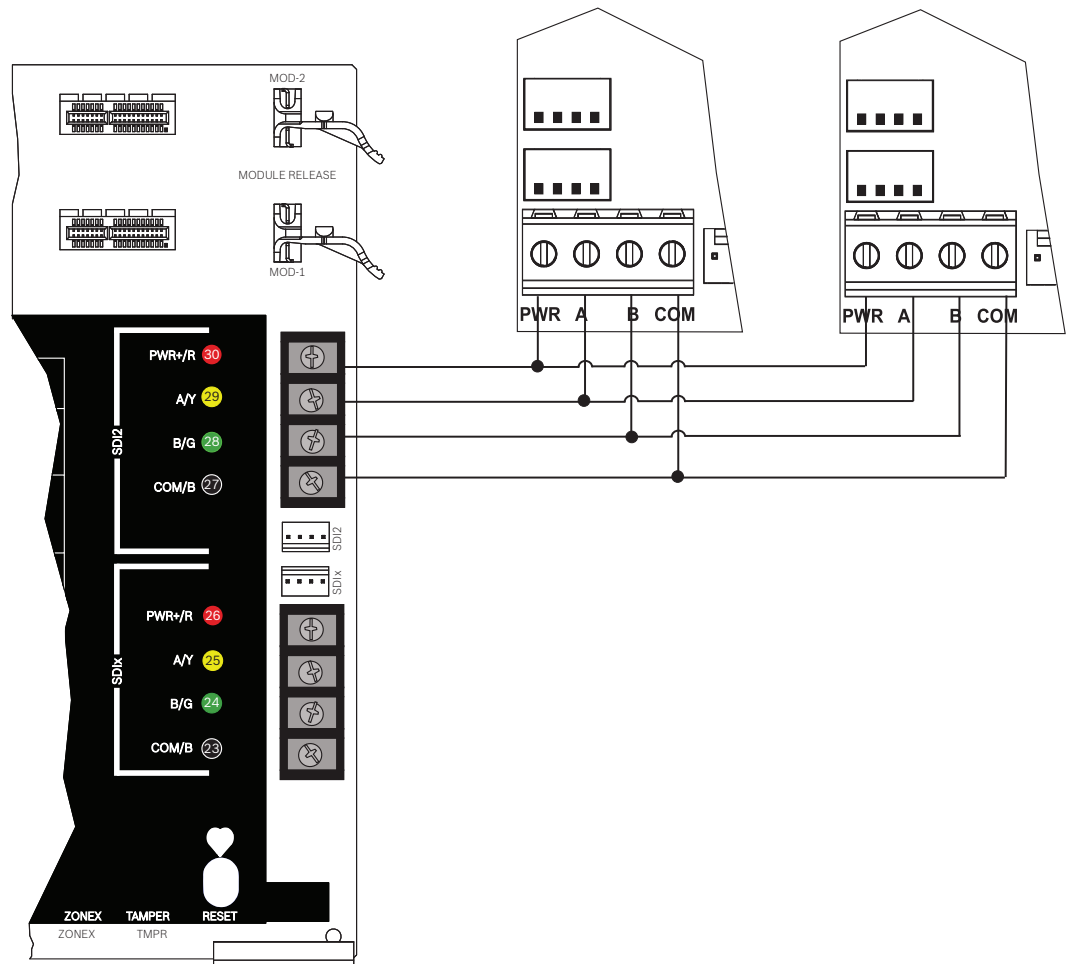 MOD-2
MODULE RELEASE
MOD-1
PWR A B COM
PWR A B COM
SDI2
PWR+/R 30
A/Y 29
B/G 28
COM/B 27
SDI2
SDIx
SDIx
PWR+/R 26
A/Y 25
B/G 24
COM/B 23
ZONEX TAMPER RESET
ZONEX TMPR